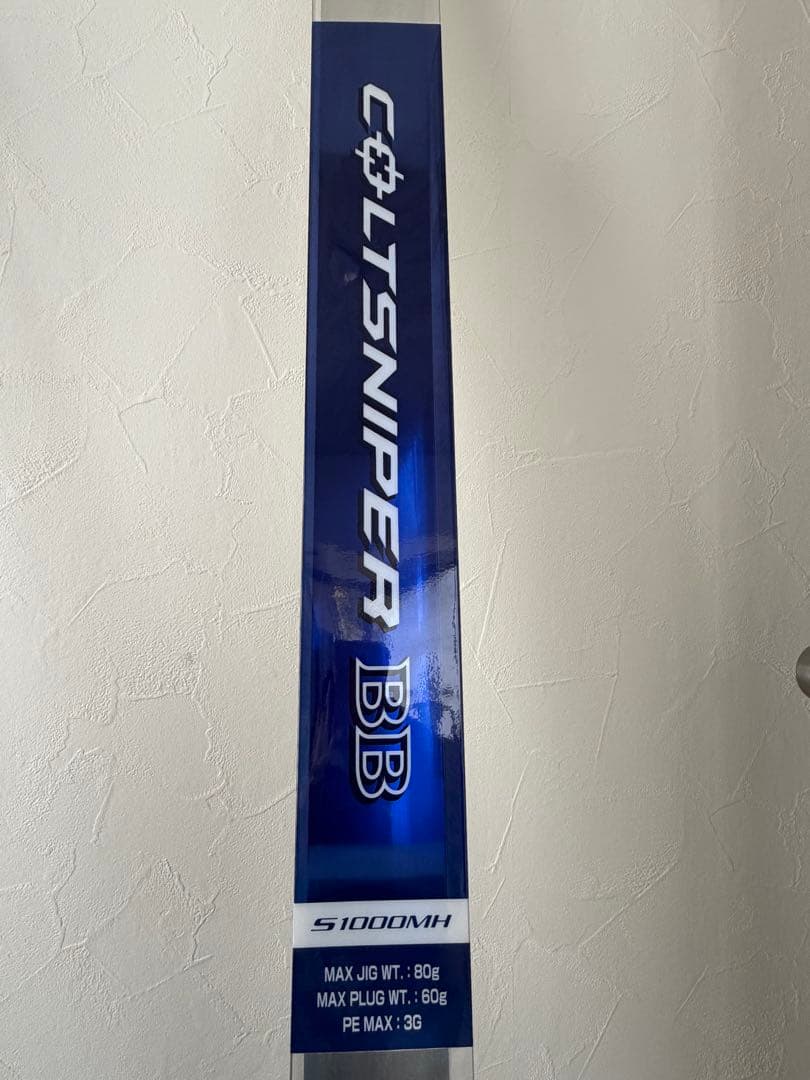 COLTSNIPER BB
S1000MH
MAX JIG WT. : 80g
MAX PLUG WT. : 60g
PE MAX : 3G